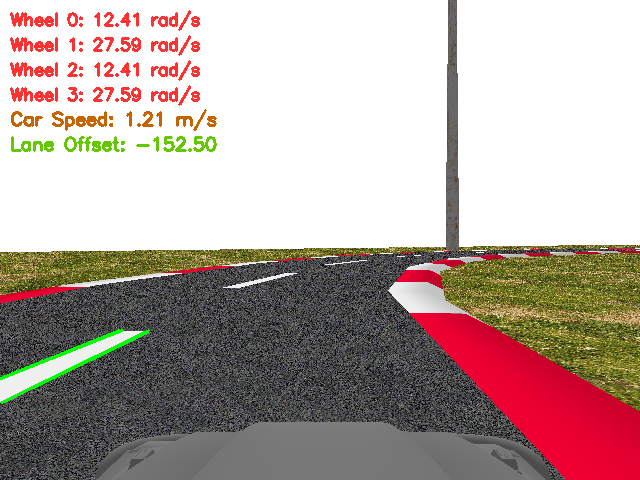 Wheel 0: 12.41 rad/s
Wheel 1: 27.59 rad/s
Wheel 2: 12.41 rad/s
Wheel 3: 27.59 rad/s
Car Speed: 1.21 m/s
Lane Offset: -152.50